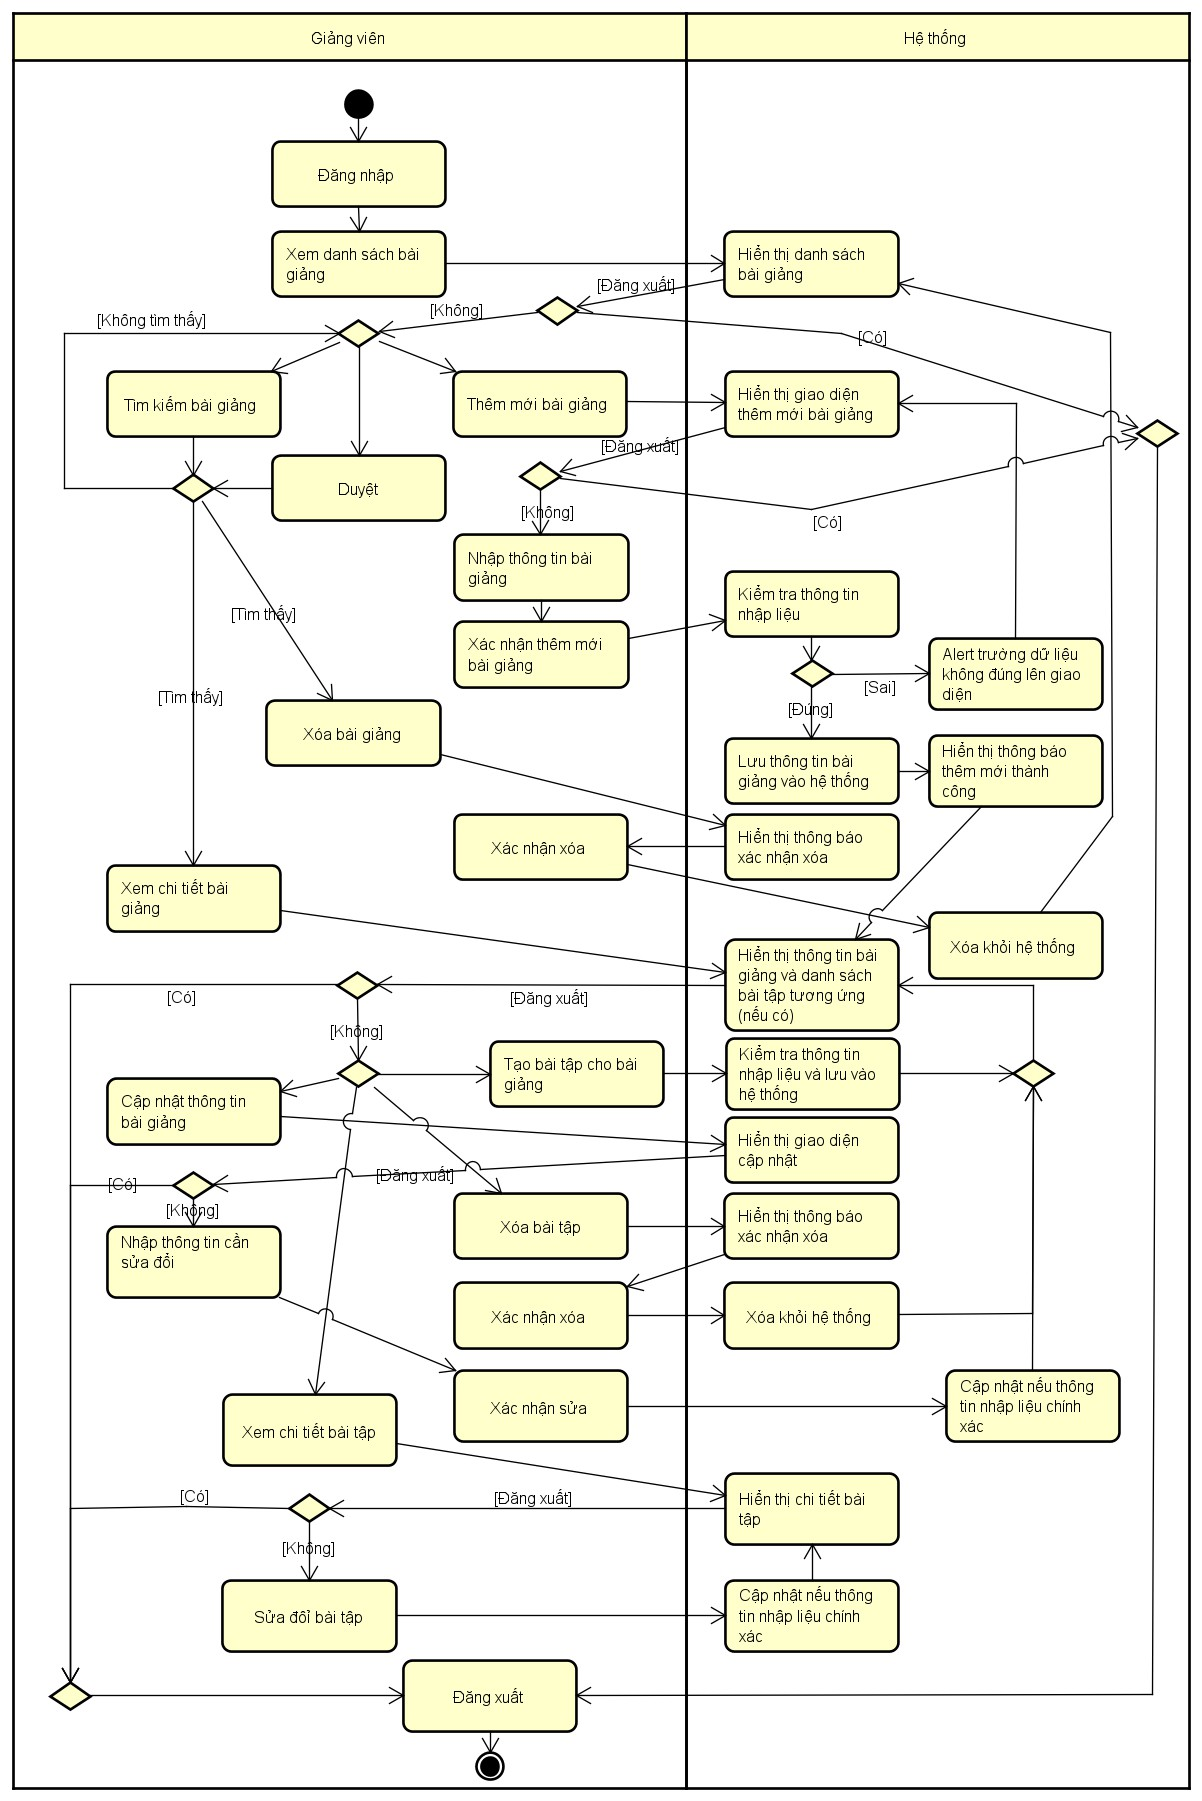 Giảng viên
Hệ thống
Đăng nhập
Xem danh sách bài
giảng
Hiển thị danh sách
bài giảng
[Đăng xuất]
[Không]
[Không tìm thấy]
[Có]
Tìm kiếm bài giảng
Thêm mới bài giảng
Hiển thị giao diện
thêm mới bài giảng
[Đăng xuất]
Duyệt
[Không]
[Có]
Nhập thông tin bài
giảng
Kiểm tra thông tin
nhập liệu
[Tìm thấy]
Xác nhận thêm mới
bài giảng
Alert trường dữ liệu
không đúng lên giao
diện
[Sai]
[Tìm thấy]
[Đúng]
Xóa bài giảng
Lưu thông tin bài
giảng vào hệ thống
Hiển thị thông báo
thêm mới thành
công
Xác nhận xóa
Hiển thị thông báo
xác nhận xóa
Xem chi tiết bài
giảng
Xóa khỏi hệ thống
Hiển thị thông tin bài
giảng và danh sách
bài tập tương ứng
(nếu có)
[Có]
[Đăng xuất]
[Không]
Tạo bài tập cho bài
giảng
Kiểm tra thông tin
nhập liệu và lưu vào
hệ thống
Cập nhật thông tin
bài giảng
Hiển thị giao diện
cập nhật
[Đăng xuất]
[Có]
[Không]
Xóa bài tập
Hiển thị thông báo
xác nhận xóa
Nhập thông tin cần
sửa đổi
Xác nhận xóa
Xóa khỏi hệ thống
Xác nhận sửa
Cập nhật nếu thông
tin nhập liệu chính
xác
Xem chi tiết bài tập
[Có]
[Đăng xuất]
Hiển thị chi tiết bài
tập
[Không]
Sửa đổi bài tập
Cập nhật nếu thông
tin nhập liệu chính
xác
Đăng xuất